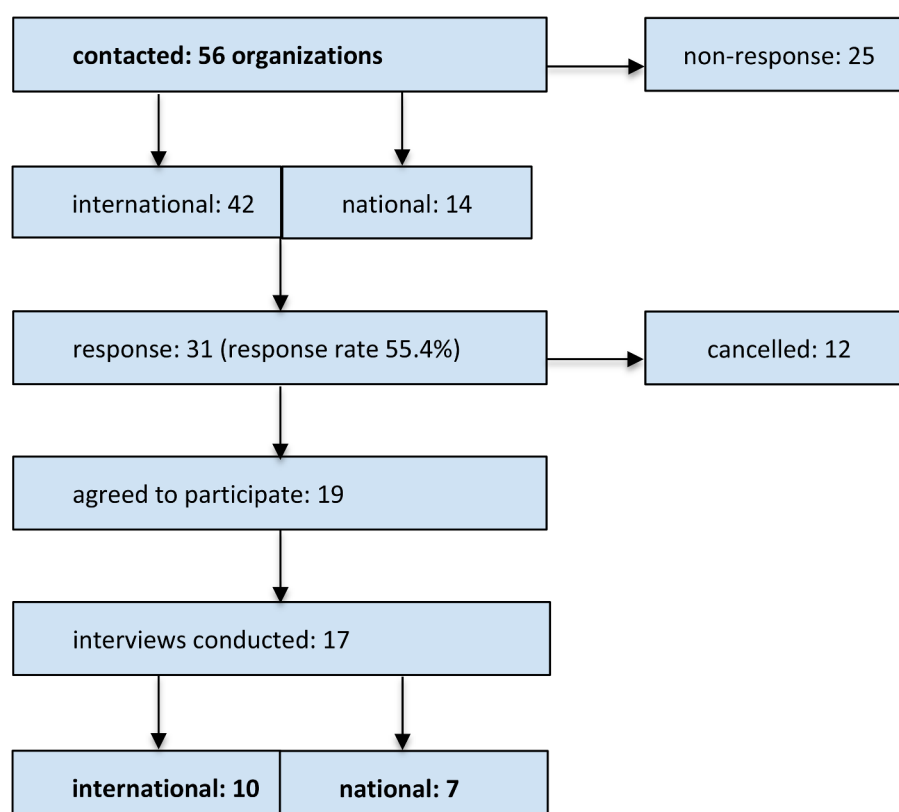 contacted: 56 organizations
non-response: 25
international: 42
national: 14
response: 31 (response rate 55.4%)
cancelled: 12
agreed to participate: 19
interviews conducted: 17
international: 10
national: 7